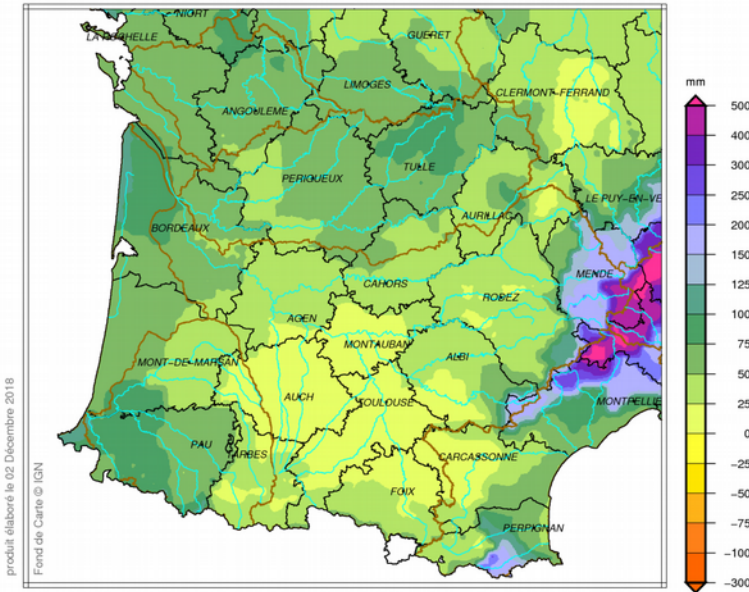 NIORT
LA ROCHELLE
GUERET
LIMOGES
CLERMONT-FERRAND
ANGOULEME
TULLE
PERIGUEUX
LE PUY-EN-VE
AURILLAC
BORDEAUX
MENDE
CAHORS
RODEZ
AGEN
MONTAUBAN
ALBI
MONT-DE-MARSAN
AUCH
TOULOUSE
MONTPELLIE
PAU
ARBES
CARCASSONNE
FOIX
PERPIGNAN
mm
500
400
300
250
200
150
125
100
75
50
25
0
-25
-50
-75
-100
-300
produit élaboré le 02 Décembre 2018
Fond de Carte © IGN